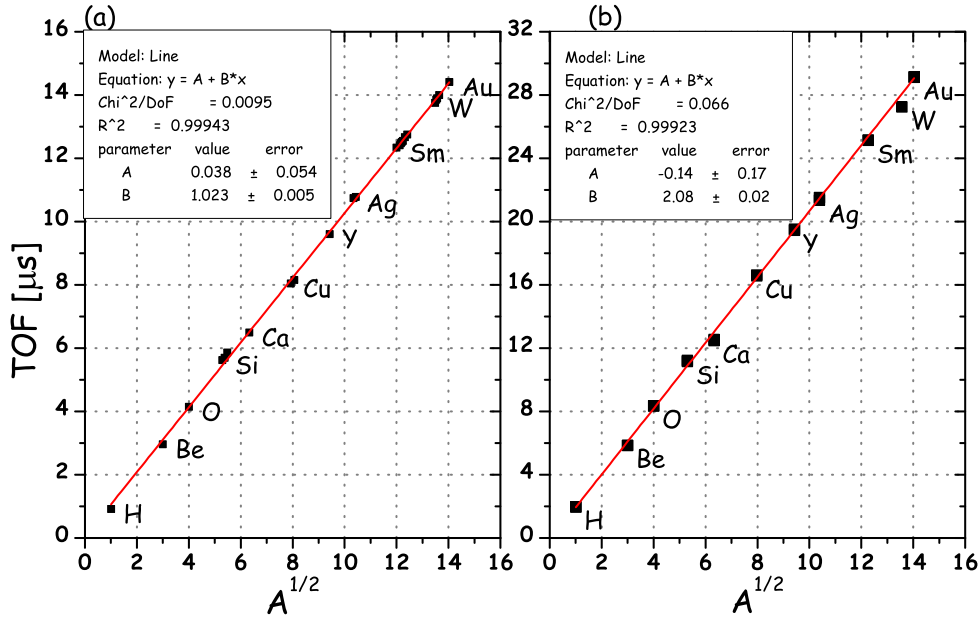 (a)
Model: Line
Equation: y = A + B*x
Chi^2/DoF = 0.0095
R^2 = 0.99943
parameter value error
A 0.038 ± 0.054
B 1.023 ± 0.005
16
14
12
10
8
6
4
2
0
TOF [μs]
Au
W
Sm
Ag
Y
Cu
Ca
Si
O
Be
H
0 2 4 6 8 10 12 14 16
A^1/2
(b)
Model: Line
Equation: y = A + B*x
Chi^2/DoF = 0.066
R^2 = 0.99923
parameter value error
A -0.14 ± 0.17
B 2.08 ± 0.02
32
28
24
20
16
12
8
4
0
Au
W
Sm
Ag
Y
Cu
Ca
Si
O
Be
H
0 2 4 6 8 10 12 14 16
A^1/2